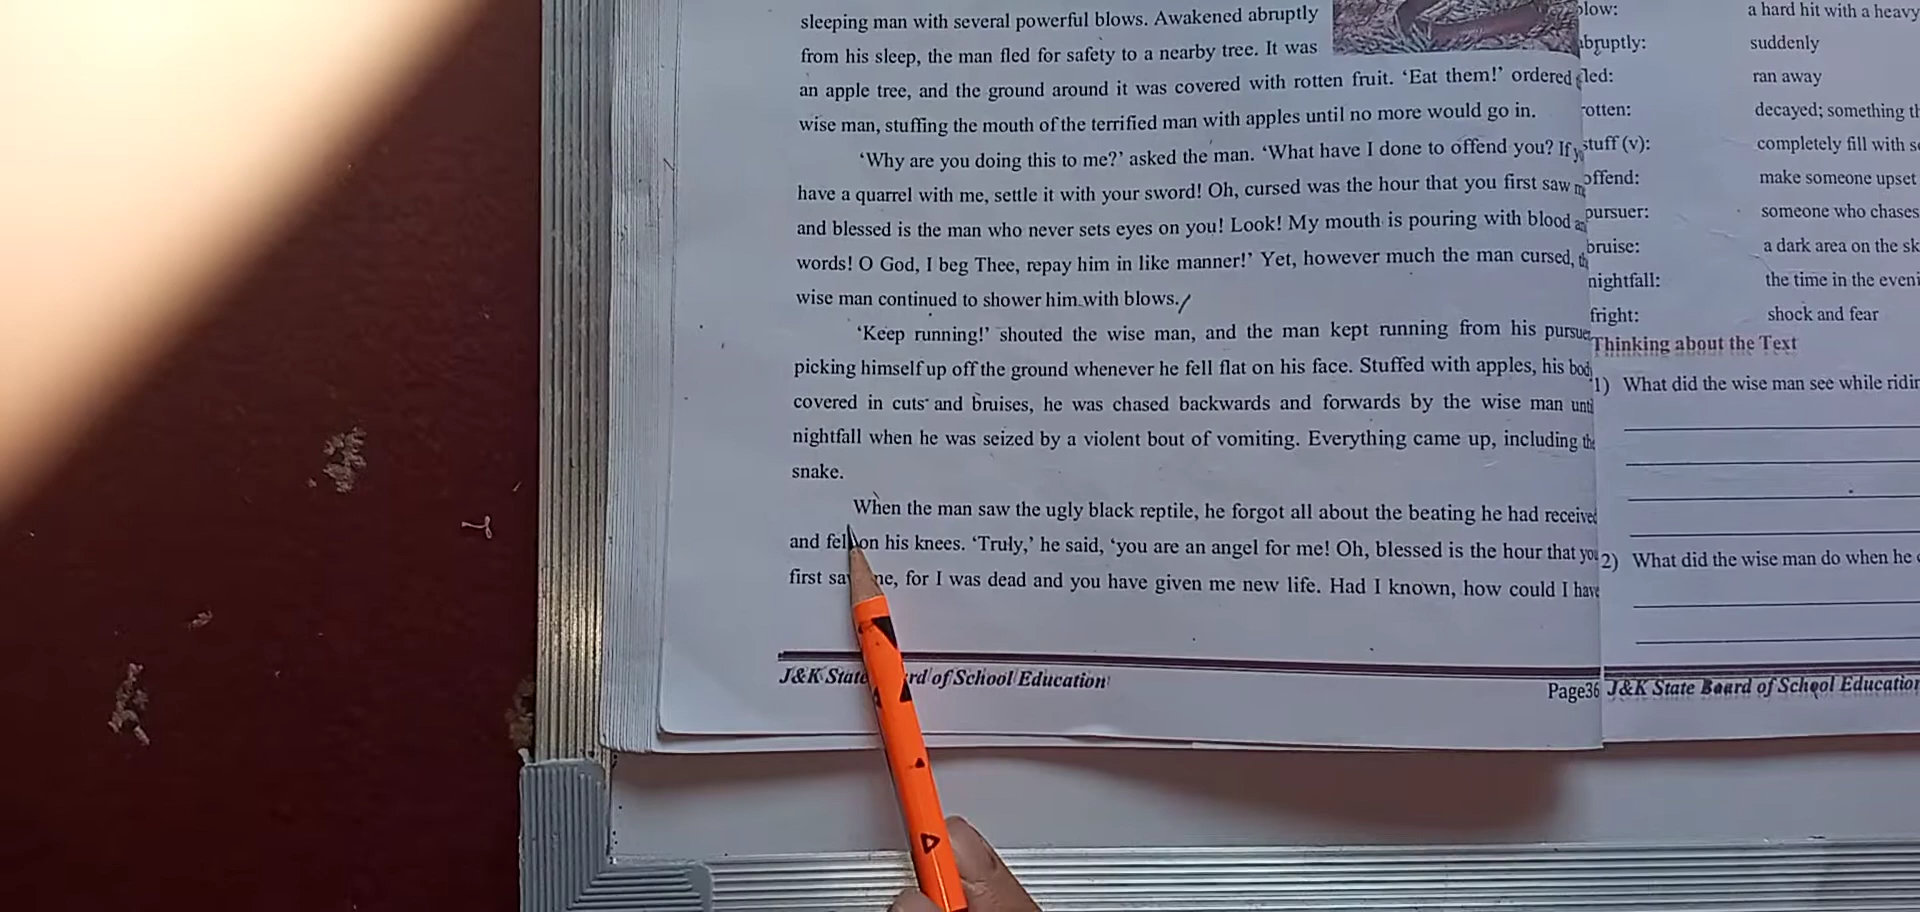 sleeping man with several powerful blows. Awakened abruptly
from his sleep, the man fled for safety to a nearby tree. It was
an apple tree, and the ground around it was covered with rotten fruit. ‘Eat them!’ ordered
wise man, stuffing the mouth of the terrified man with apples until no more would go in.
‘Why are you doing this to me?’ asked the man. ‘What have I done to offend you? If
have a quarrel with me, settle it with your sword! Oh, cursed was the hour that you first saw
and blessed is the man who never sets eyes on you! Look! My mouth is pouring with blood
words! O God, I beg Thee, repay him in like manner!’ Yet, however much the man cursed,
wise man continued to shower him with blows.
‘Keep running!’ shouted the wise man, and the man kept running from his pursue
picking himself up off the ground whenever he fell flat on his face. Stuffed with apples, his bod
covered in cuts and bruises, he was chased backwards and forwards by the wise man unti
nightfall when he was seized by a violent bout of vomiting. Everything came up, including the
snake.
When the man saw the ugly black reptile, he forgot all about the beating he had received
and fell on his knees. ‘Truly,’ he said, ‘you are an angel for me! Oh, blessed is the hour that you
first saw me, for I was dead and you have given me new life. Had I known, how could I have
J&K State Board of School Education
Page36
low: a hard hit with a heavy
bruptly: suddenly
led: ran away
rotten: decayed; something th
stuff (v): completely fill with s
offend: make someone upset
pursuer: someone who chases
bruise: a dark area on the sk
nightfall: the time in the eveni
fright: shock and fear
Thinking about the Text
1) What did the wise man see while ridin
2) What did the wise man do when he
J&K State Board of School Education